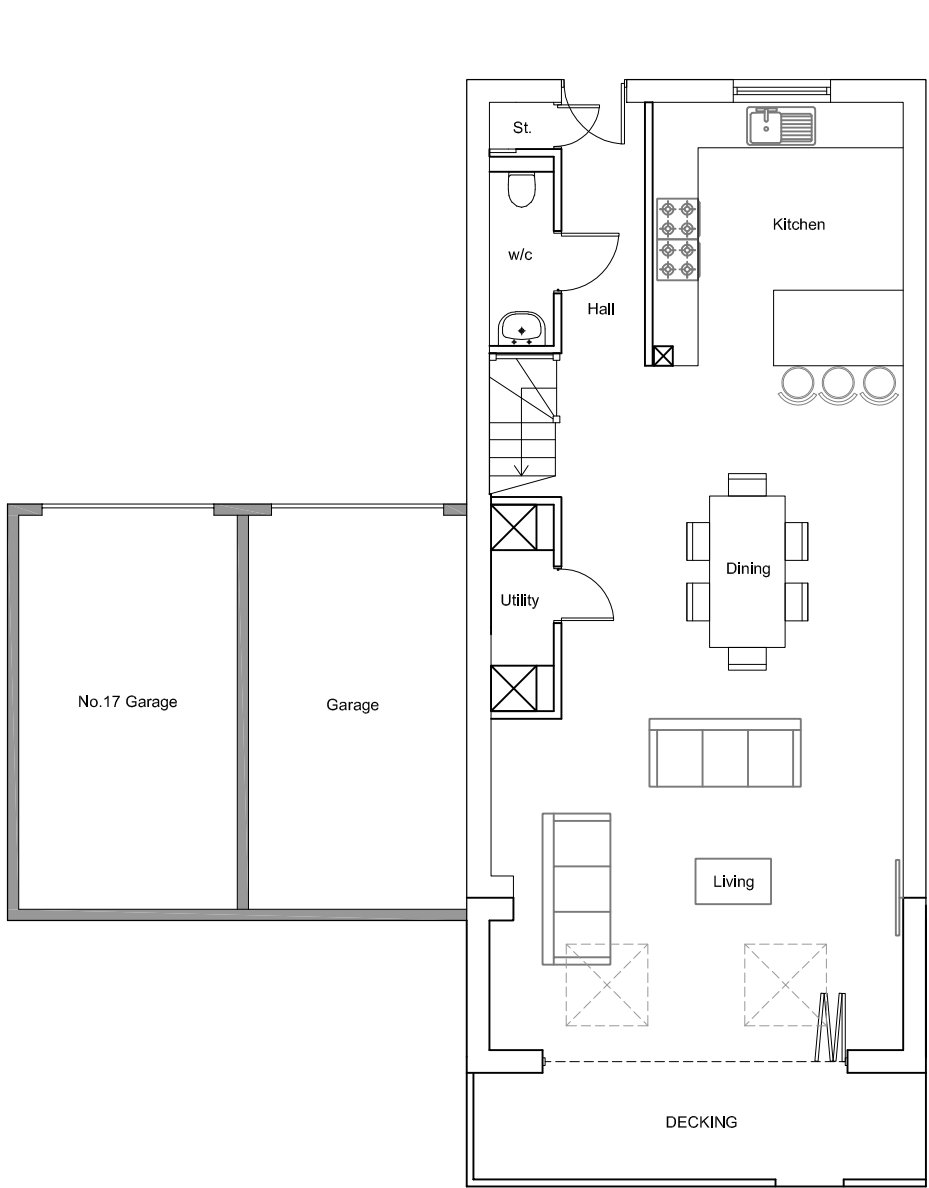 St.
Kitchen
w/c
Hall
Dining
Utility
No.17 Garage
Garage
Living
DECKING